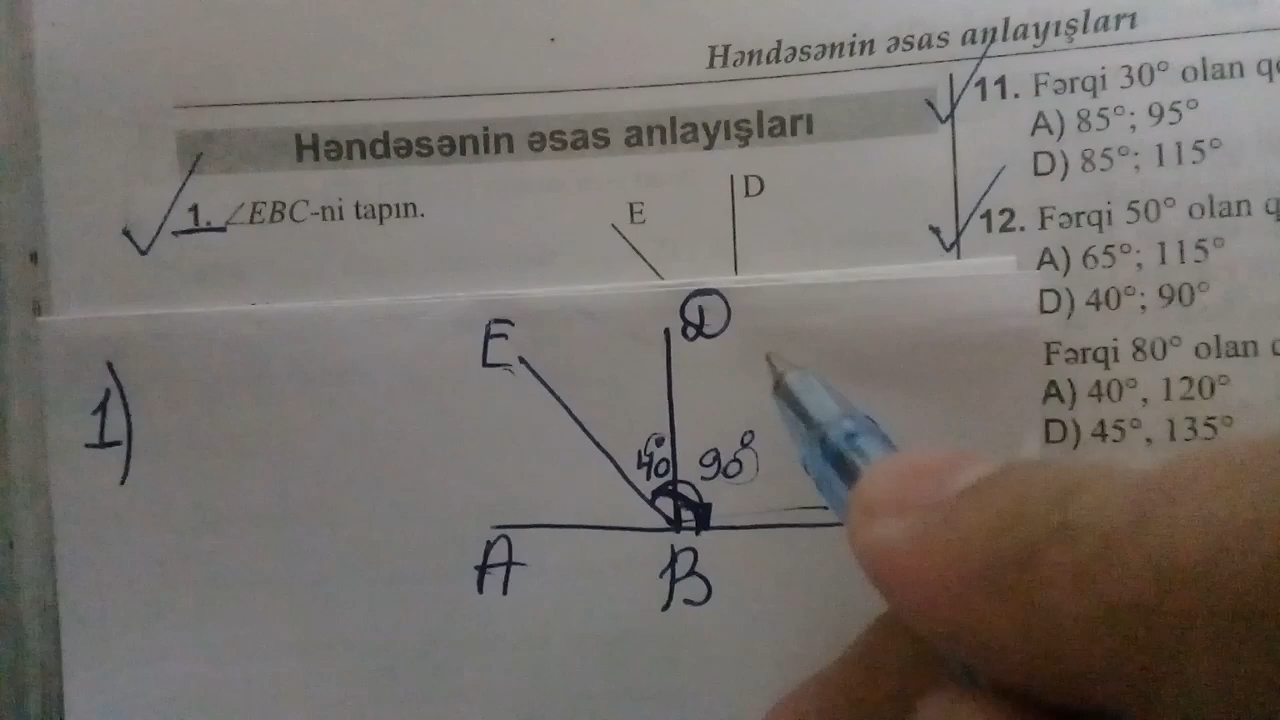 Həndəsənin əsas anlayışları
Həndəsənin əsas anlayışları
1. ∠EBC-ni tapın.
E
D
11. Fərqi 30° olan
A) 85°; 95°
D) 85°; 115°
12. Fərqi 50° olan
A) 65°; 115°
D) 40°; 90°
Fərqi 80° olan
A) 40°, 120°
D) 45°, 135°
1)
E
D
40°
90°
A
B